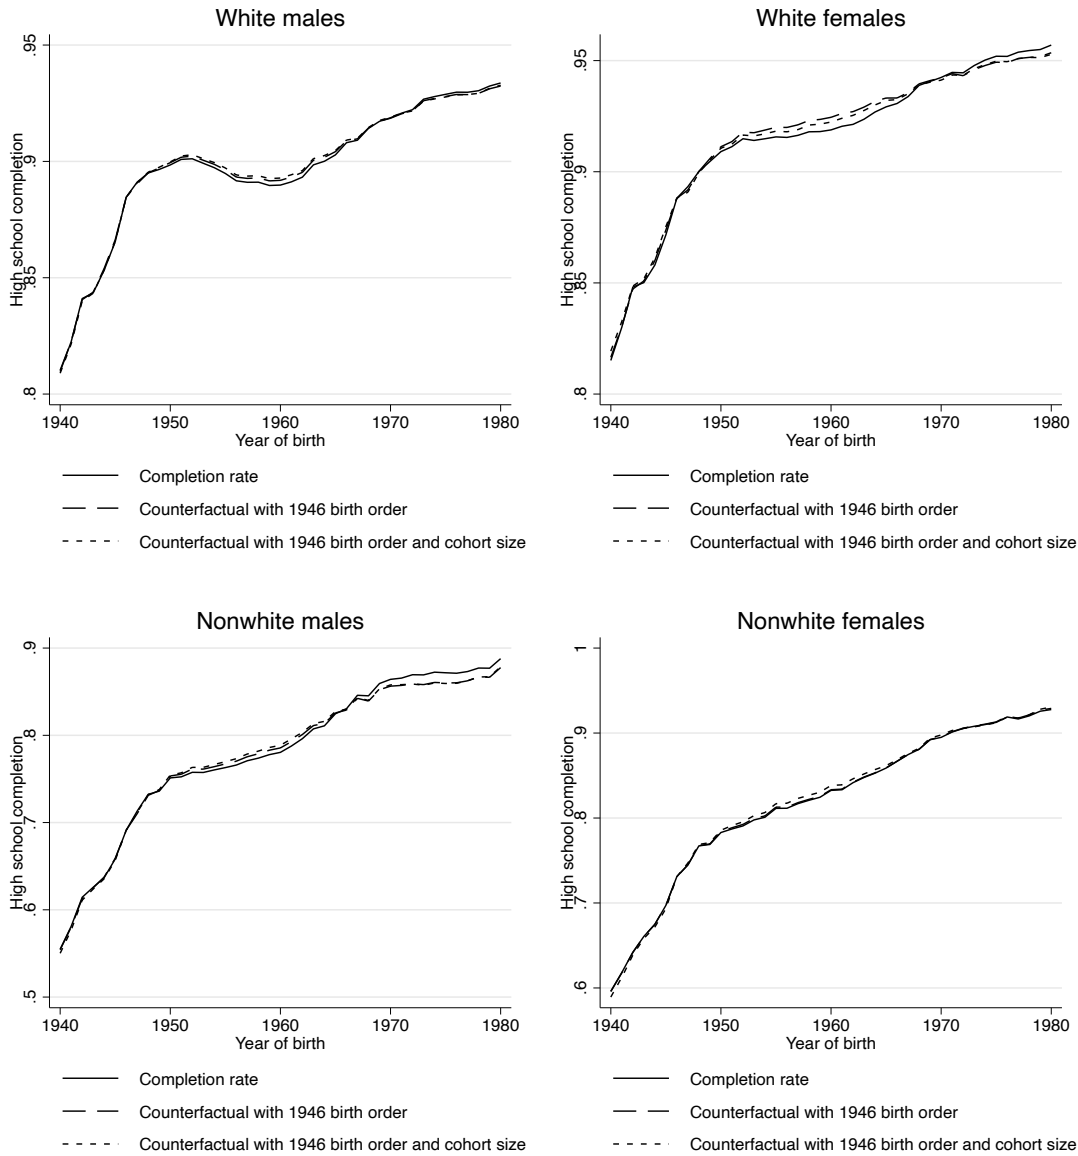 White males
High school completion
.95
.9
.85
.8
1940 1950 1960 1970 1980
Year of birth
Completion rate
Counterfactual with 1946 birth order
Counterfactual with 1946 birth order and cohort size
White females
High school completion
.95
.9
.85
.8
1940 1950 1960 1970 1980
Year of birth
Completion rate
Counterfactual with 1946 birth order
Counterfactual with 1946 birth order and cohort size
Nonwhite males
High school completion
.9
.8
.7
.6
.5
1940 1950 1960 1970 1980
Year of birth
Completion rate
Counterfactual with 1946 birth order
Counterfactual with 1946 birth order and cohort size
Nonwhite females
High school completion
1
.9
.8
.7
.6
1940 1950 1960 1970 1980
Year of birth
Completion rate
Counterfactual with 1946 birth order
Counterfactual with 1946 birth order and cohort size